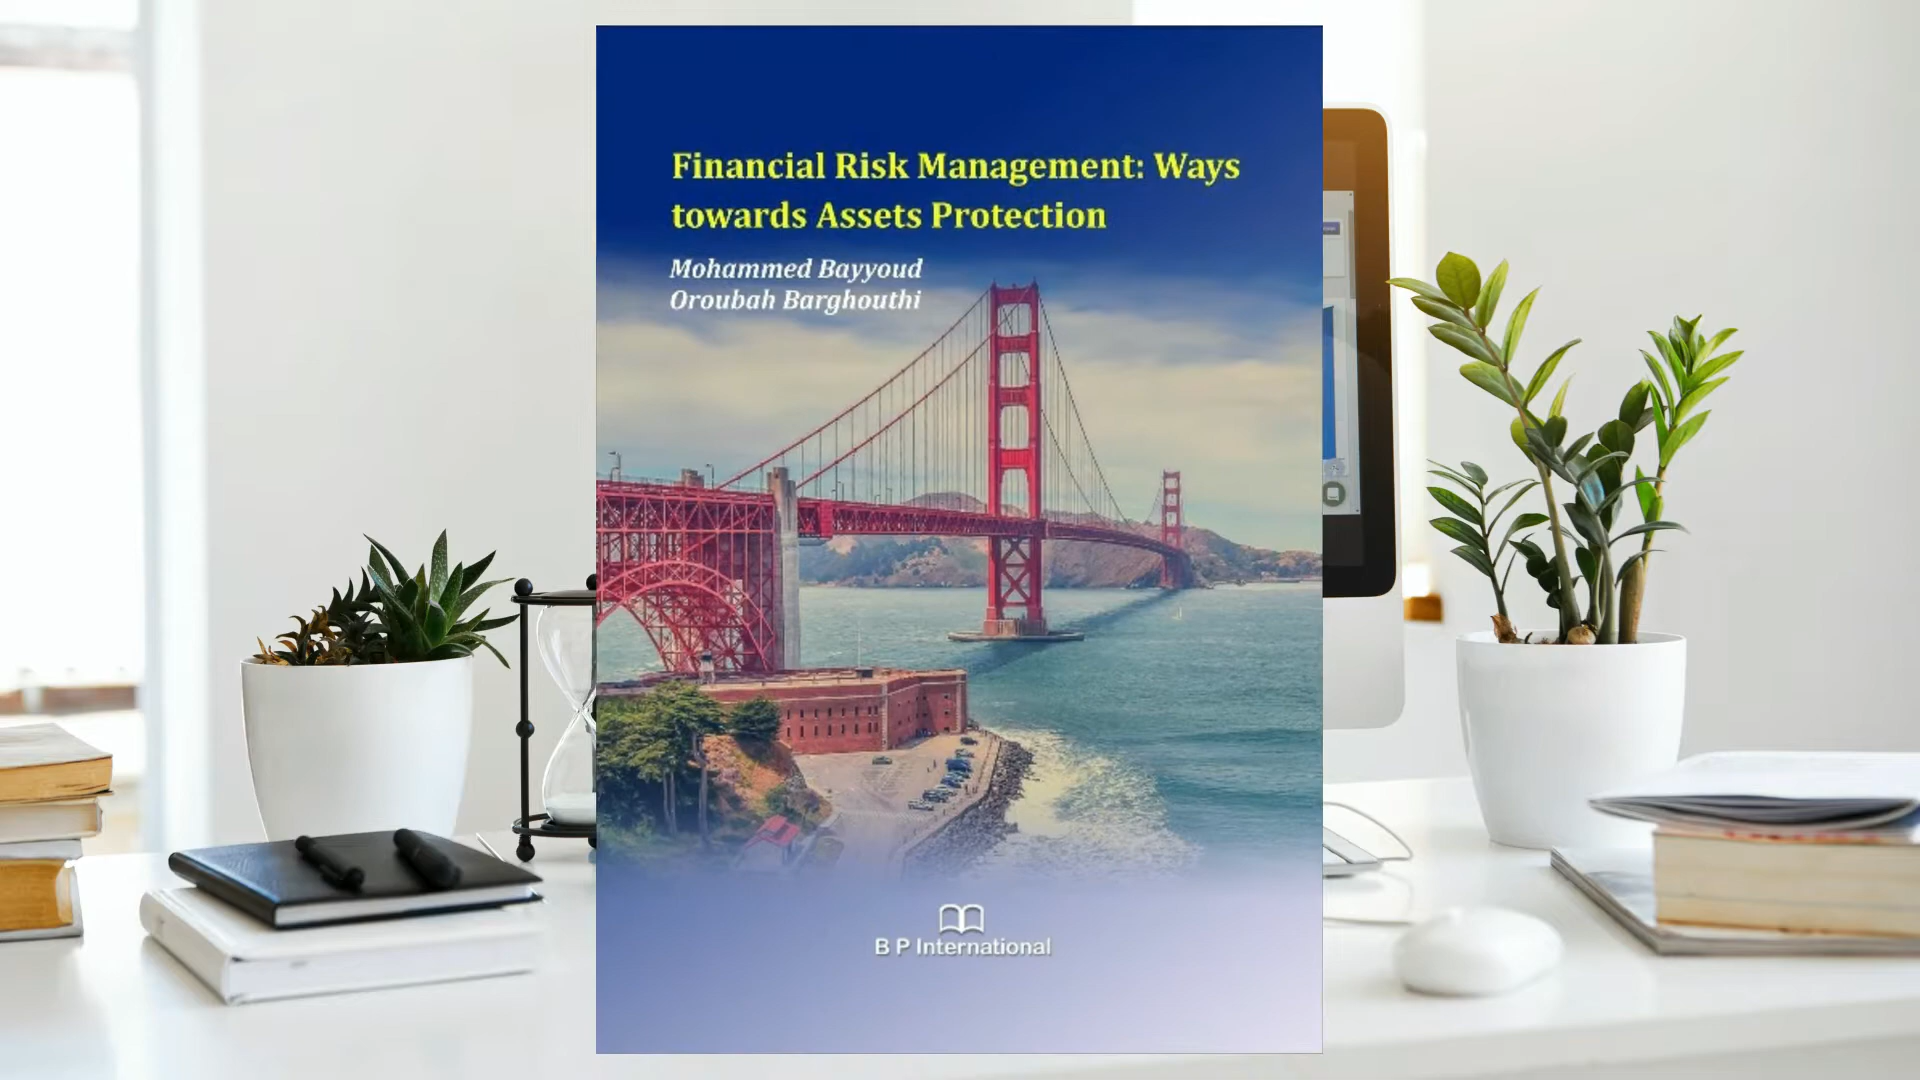 Financial Risk Management: Ways
towards Assets Protection
Mohammed Bayyoud
Oroubah Barghouthi
B P International